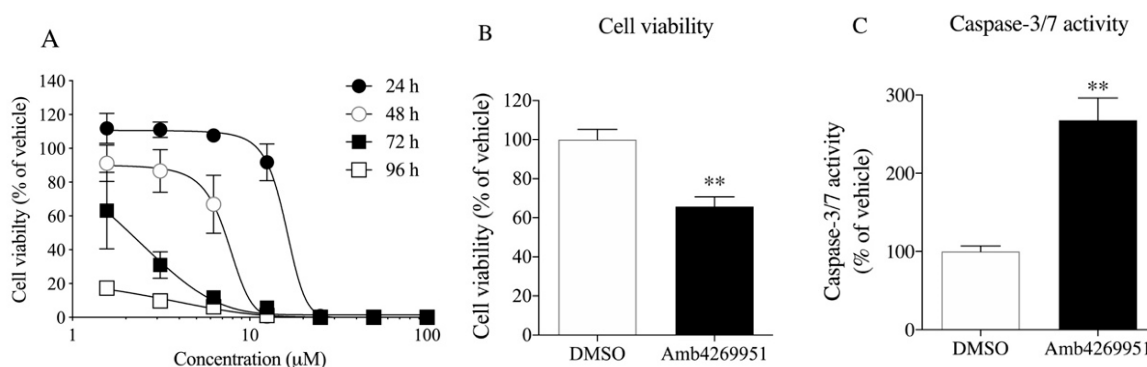 A
Cell viabilty (% of vehicle)
140
120
100
80
60
40
20
0
1
10
100
Concentration (µM)
24 h
48 h
72 h
96 h
B
Cell viability
Cell viability (% of vehicle)
120
100
80
60
40
20
0
**
DMSO
Amb4269951
C
Caspase-3/7 activity
Caspase-3/7 activity
(% of vehicle)
300
200
100
0
**
DMSO
Amb4269951